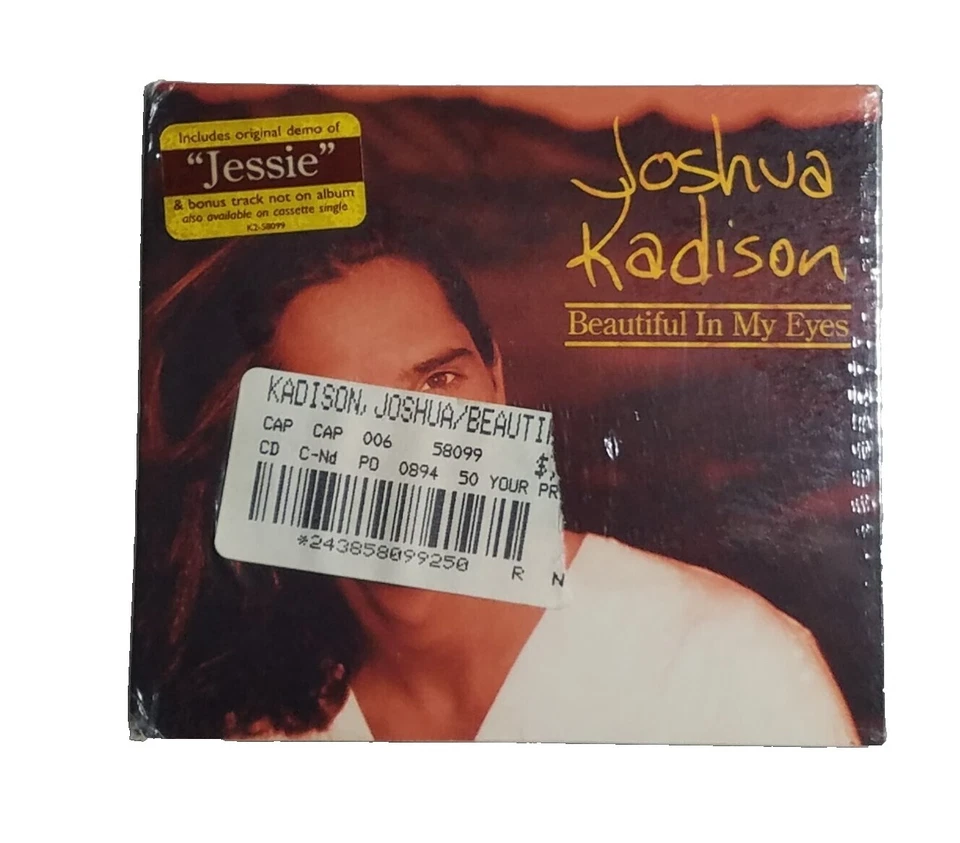 Includes original demo of
“Jessie”
& bonus track not on album
also available on cassette single
K2-58099
Joshua
Kadison
Beautiful In My Eyes
KADISON, JOSHUA/BEAUTI
CAP CAP 006 58099
CD C-Nd PD 0894 50 YOUR PR
*243858099250 R N